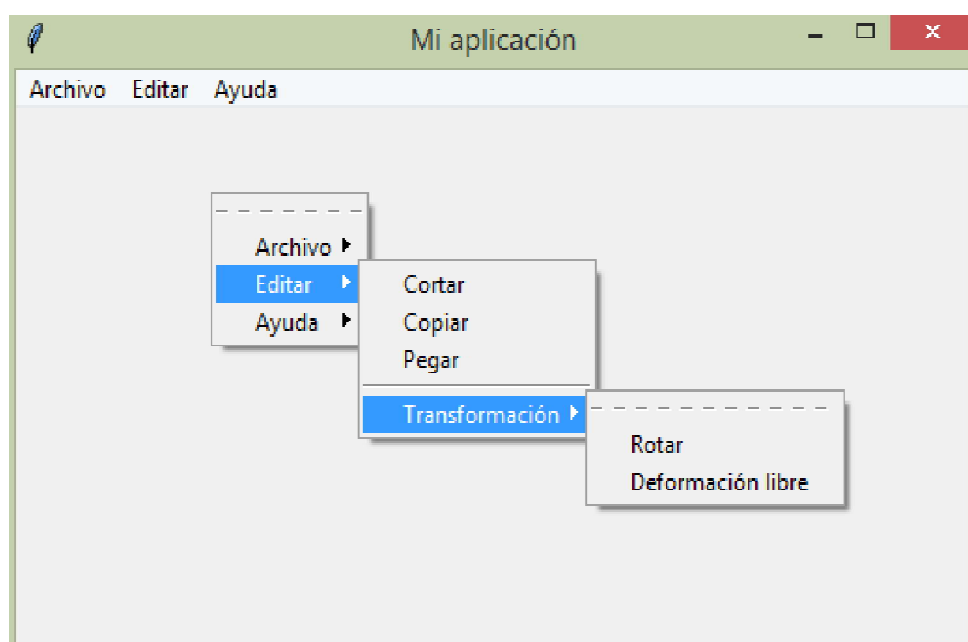 Mi aplicación
Archivo Editar Ayuda
Archivo
Editar
Ayuda
Cortar
Copiar
Pegar
Transformación
Rotar
Deformación libre